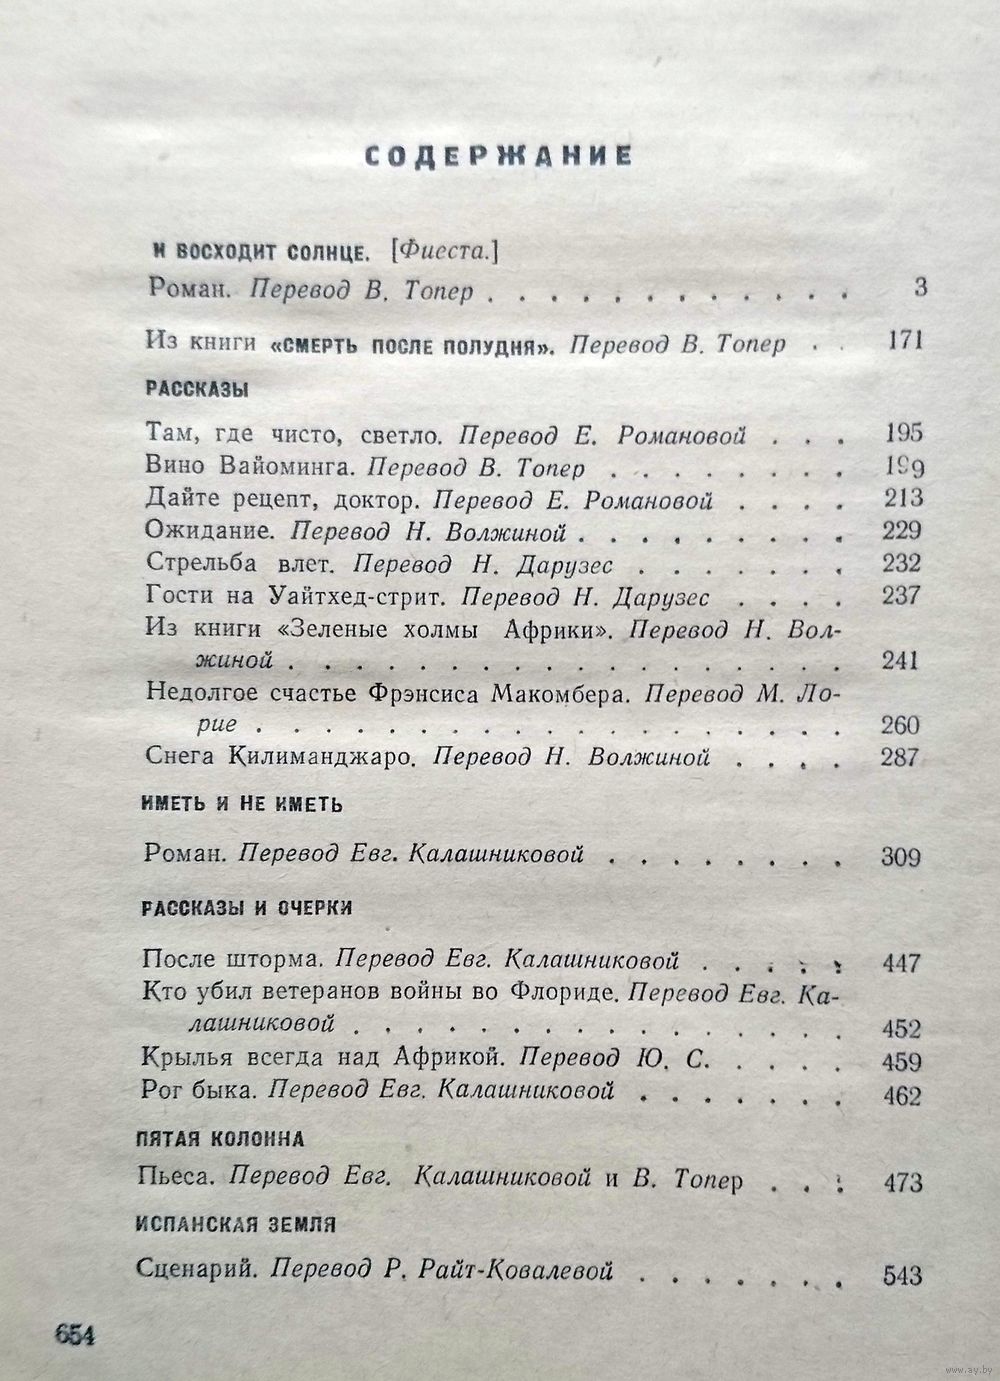 СОДЕРЖАНИЕ
И ВОСХОДИТ СОЛНЦЕ. [Фиеста.]
Роман. Перевод В. Топер . . . . . . . . . . . . 3
Из книги «СМЕРТЬ ПОСЛЕ ПОЛУДНЯ». Перевод В. Топер . . 171
РАССКАЗЫ
Там, где чисто, светло. Перевод Е. Романовой . . . 195
Вино Вайоминга. Перевод В. Топер . . . . . . . . 199
Дайте рецепт, доктор. Перевод Е. Романовой . . . . 213
Ожидание. Перевод Н. Волжиной . . . . . . . . . 229
Стрельба влет. Перевод Н. Дарузес . . . . . . . 232
Гости на Уайтхед-стрит. Перевод Н. Дарузес . . . . 237
Из книги «Зеленые холмы Африки». Перевод Н. Вол-
жиной . . . . . . . . . . . . . . . . . . 241
Недолгое счастье Фрэнсиса Макомбера. Перевод М. Ло-
рие . . . . . . . . . . . . . . . . . . . 260
Снега Килиманджаро. Перевод Н. Волжиной . . . . 287
ИМЕТЬ И НЕ ИМЕТЬ
Роман. Перевод Евг. Калашниковой . . . . . . . . 309
РАССКАЗЫ И ОЧЕРКИ
После шторма. Перевод Евг. Калашниковой . . . . . 447
Кто убил ветеранов войны во Флориде. Перевод Евг. Ка-
лашниковой . . . . . . . . . . . . . . . . 452
Крылья всегда над Африкой. Перевод Ю. С. . . . . 459
Рог быка. Перевод Евг. Калашниковой . . . . . . . 462
ПЯТАЯ КОЛОННА
Пьеса. Перевод Евг. Калашниковой и В. Топер . . . 473
ИСПАНСКАЯ ЗЕМЛЯ
Сценарий. Перевод Р. Райт-Ковалевой . . . . . . . 543
654
www.ay.by